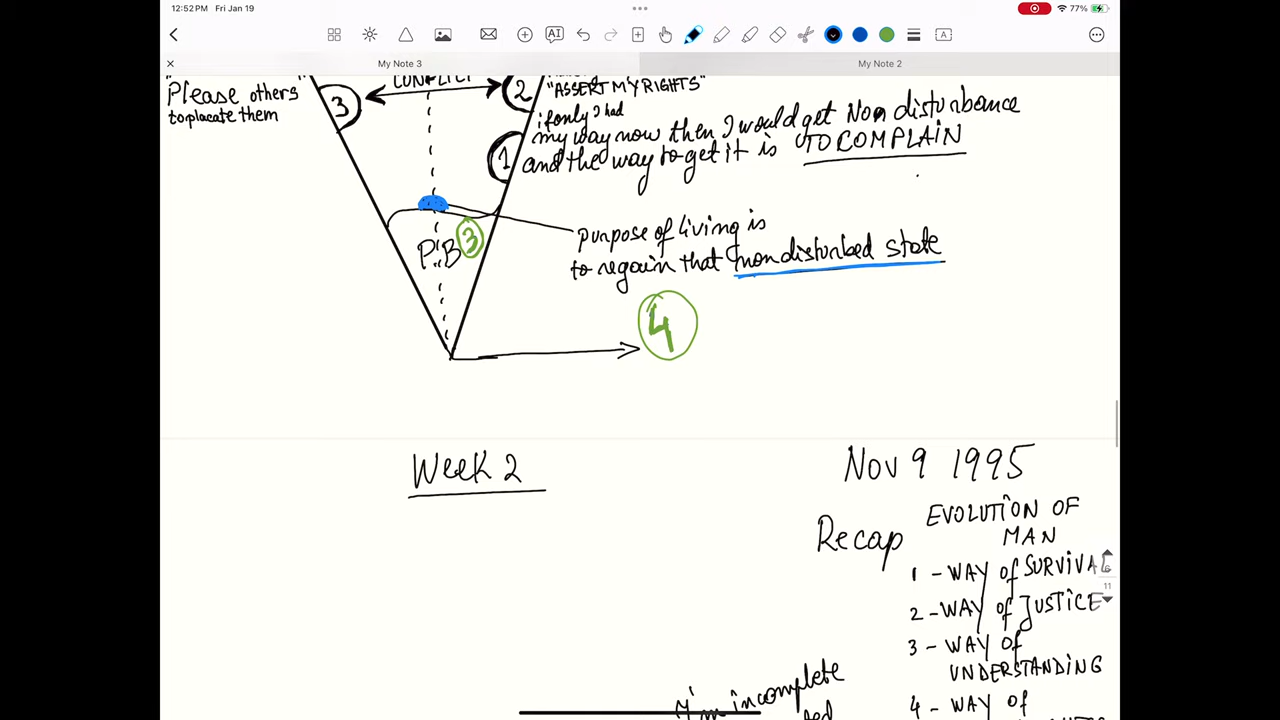 12:52 PM Fri Jan 19
77%
My Note 3
My Note 2
CONFLICT
"Please others"
to placate them
3
2
"ASSERT MY RIGHTS"
if only I had
my way now then I would get Non disturbance
and the way to get it is TO COMPLAIN
1
P.B
3
purpose of living is
to regain that nondisturbed state
4
Week 2
Nov 9 1995
Recap
EVOLUTION OF
MAN
1 - WAY of SURVIVAL
2 - WAY of JUSTICE
3 - WAY of
UNDERSTANDING
4 - WAY of
I'm incomplete
11